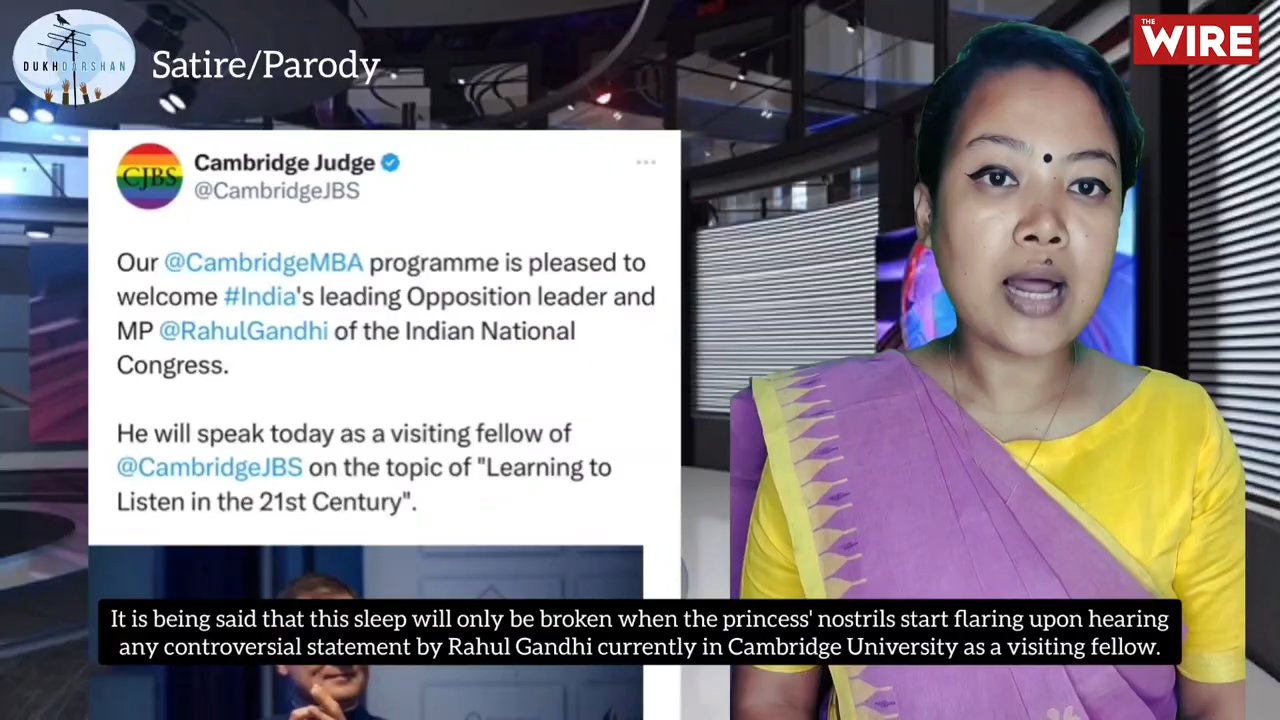 DUKHDARSHAN
Satire/Parody
THE
WIRE
CJBS
Cambridge Judge
@CambridgeJBS
Our @CambridgeMBA programme is pleased to
welcome #India's leading Opposition leader and
MP @RahulGandhi of the Indian National
Congress.
He will speak today as a visiting fellow of
@CambridgeJBS on the topic of "Learning to
Listen in the 21st Century".
It is being said that this sleep will only be broken when the princess' nostrils start flaring upon hearing
any controversial statement by Rahul Gandhi currently in Cambridge University as a visiting fellow.